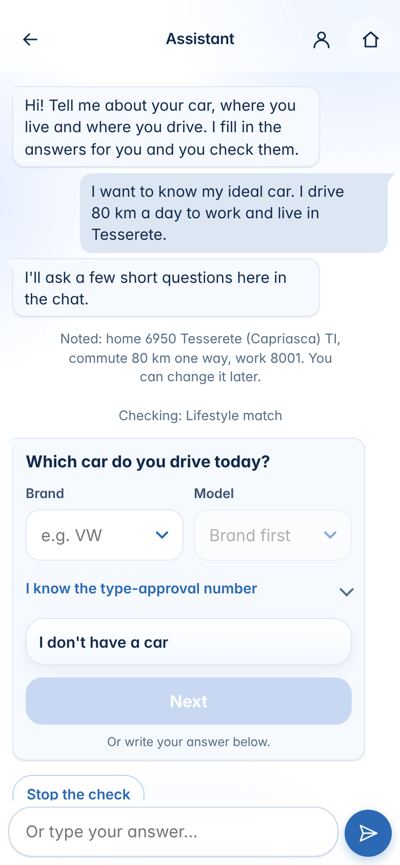 Assistant
Hi! Tell me about your car, where you
live and where you drive. I fill in the
answers for you and you check them.
I want to know my ideal car. I drive
80 km a day to work and live in
Tesserete.
I'll ask a few short questions here in
the chat.
Noted: home 6950 Tesserete (Capriasca) TI,
commute 80 km one way, work 8001. You
can change it later.
Checking: Lifestyle match
Which car do you drive today?
Brand
Model
e.g. VW
Brand first
I know the type-approval number
I don't have a car
Next
Or write your answer below.
Stop the check
Or type your answer...